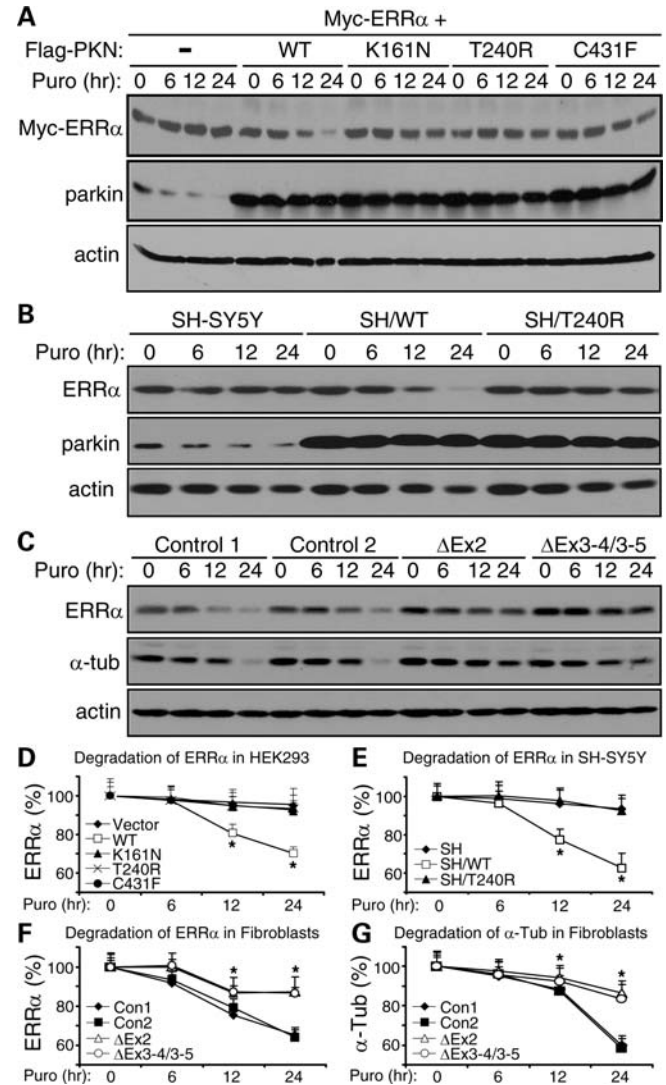 A
Myc-ERRα +
Flag-PKN: - WT K161N T240R C431F
Puro (hr): 0 6 12 24 0 6 12 24 0 6 12 24 0 6 12 24 0 6 12 24
Myc-ERRα
parkin
actin
B
SH-SY5Y SH/WT SH/T240R
Puro (hr): 0 6 12 24 0 6 12 24 0 6 12 24
ERRα
parkin
actin
C
Control 1 Control 2 ΔEx2 ΔEx3-4/3-5
Puro (hr): 0 6 12 24 0 6 12 24 0 6 12 24 0 6 12 24
ERRα
α-tub
actin
D Degradation of ERRα in HEK293
ERRα (%)
100
80
60
Vector
WT
K161N
T240R
C431F
* *
Puro (hr): 0 6 12 24
E Degradation of ERRα in SH-SY5Y
ERRα (%)
100
80
60
SH
SH/WT
SH/T240R
* *
Puro (hr): 0 6 12 24
F Degradation of ERRα in Fibroblasts
ERRα (%)
100
80
60
Con1
Con2
ΔEx2
ΔEx3-4/3-5
* *
Puro (hr): 0 6 12 24
G Degradation of α-Tub in Fibroblasts
α-Tub (%)
100
80
60
Con1
Con2
ΔEx2
ΔEx3-4/3-5
* *
Puro (hr): 0 6 12 24